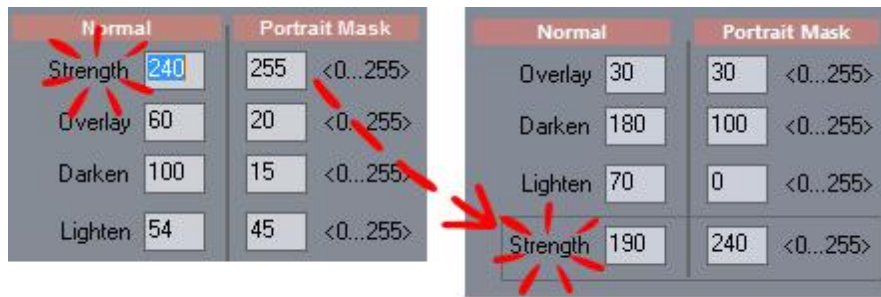 Normal Portrait Mask
Strength 240 255 <0...255>
Overlay 60 20 <0...255>
Darken 100 15 <0...255>
Lighten 54 45 <0...255>
Normal Portrait Mask
Overlay 30 30 <0...255>
Darken 180 100 <0...255>
Lighten 70 0 <0...255>
Strength 190 240 <0...255>